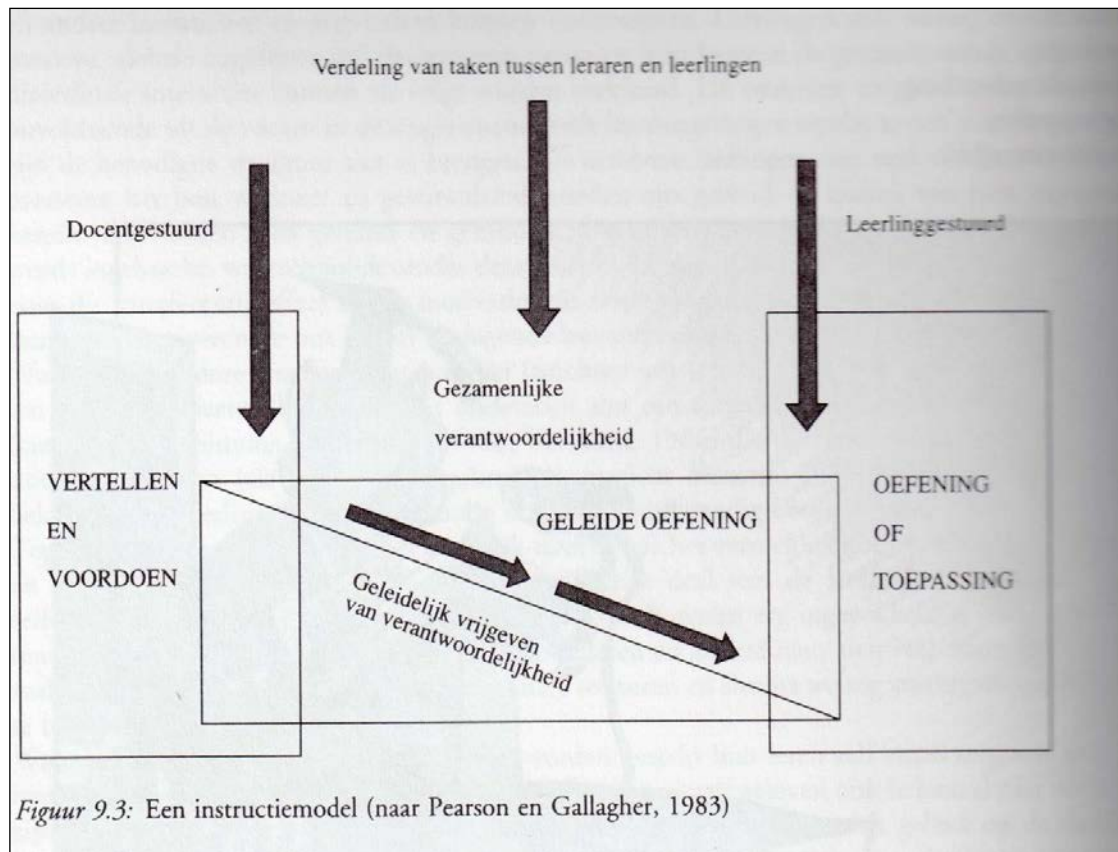 Verdeling van taken tussen leraren en leerlingen
Docentgestuurd
Leerlinggestuurd
Gezamenlijke
verantwoordelijkheid
VERTELLEN
EN
VOORDOEN
GELEIDE OEFENING
Geleidelijk vrijgeven
van verantwoordelijkheid
OEFENING
OF
TOEPASSING
Figuur 9.3: Een instructiemodel (naar Pearson en Gallagher, 1983)